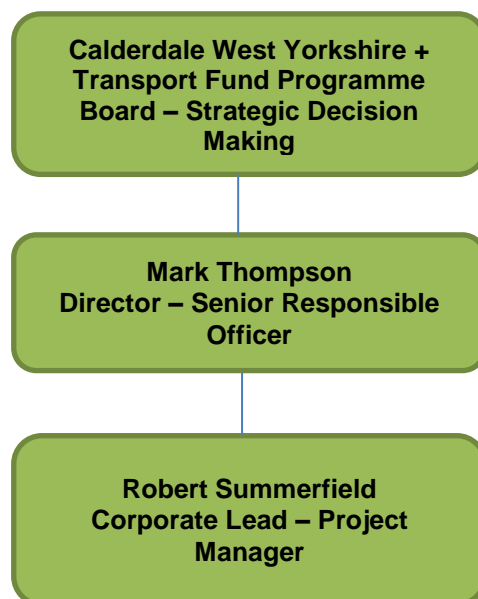 Calderdale West Yorkshire +
Transport Fund Programme
Board – Strategic Decision
Making
Mark Thompson
Director – Senior Responsible
Officer
Robert Summerfield
Corporate Lead – Project
Manager